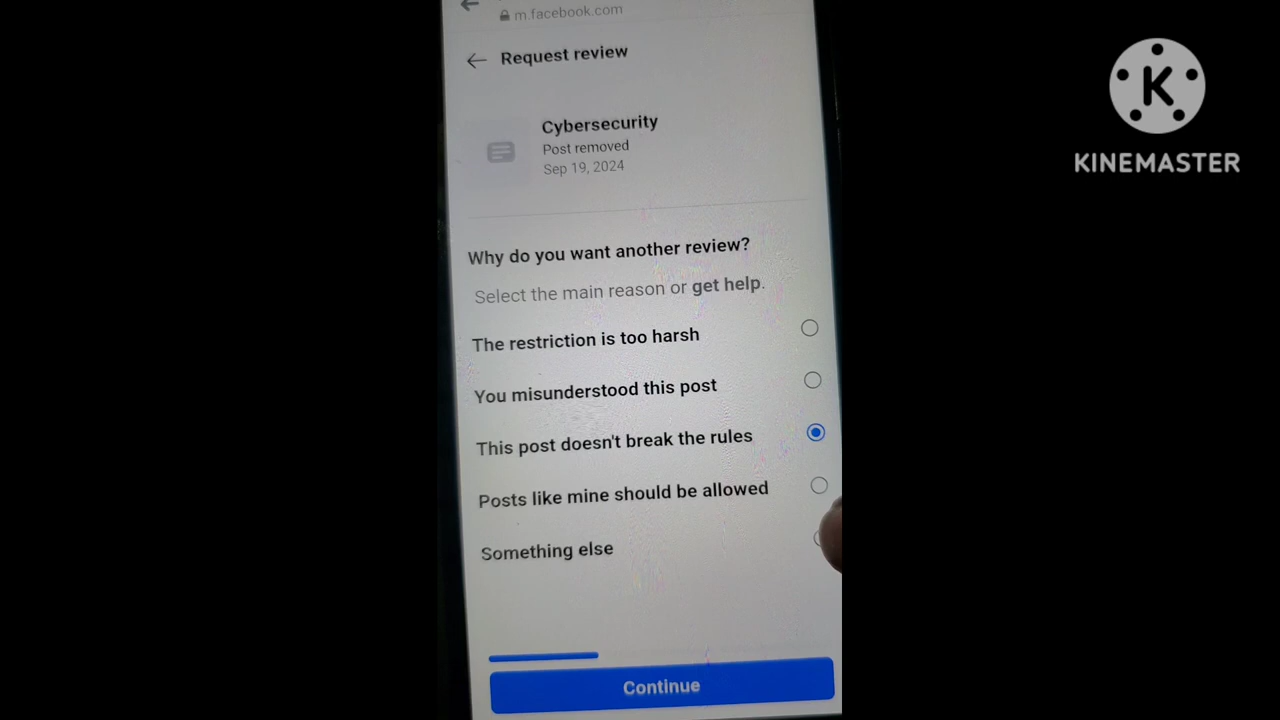 m.facebook.com
Request review
Cybersecurity
Post removed
Sep 19, 2024
Why do you want another review?
Select the main reason or get help.
The restriction is too harsh
You misunderstood this post
This post doesn't break the rules
Posts like mine should be allowed
Something else
Continue
K
KINEMASTER